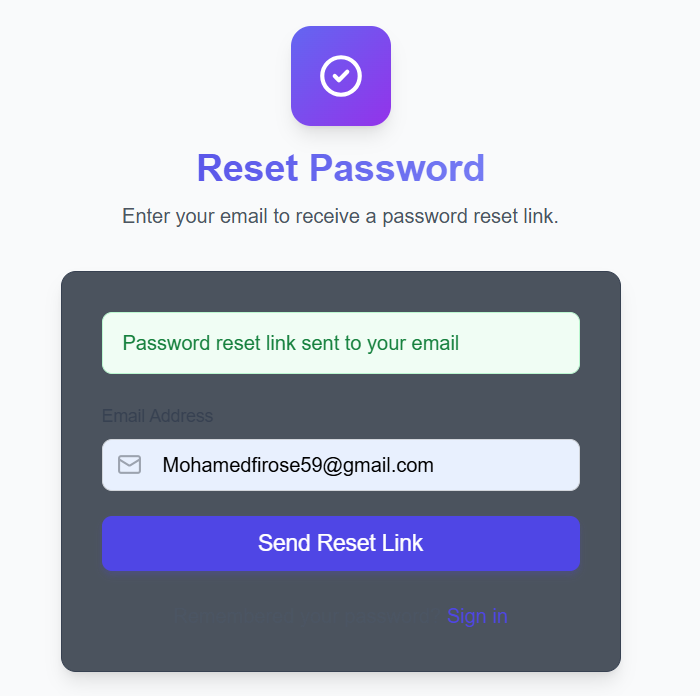 Reset Password
Enter your email to receive a password reset link.
Password reset link sent to your email
Email Address
Mohamedfirose59@gmail.com
Send Reset Link
Sign in